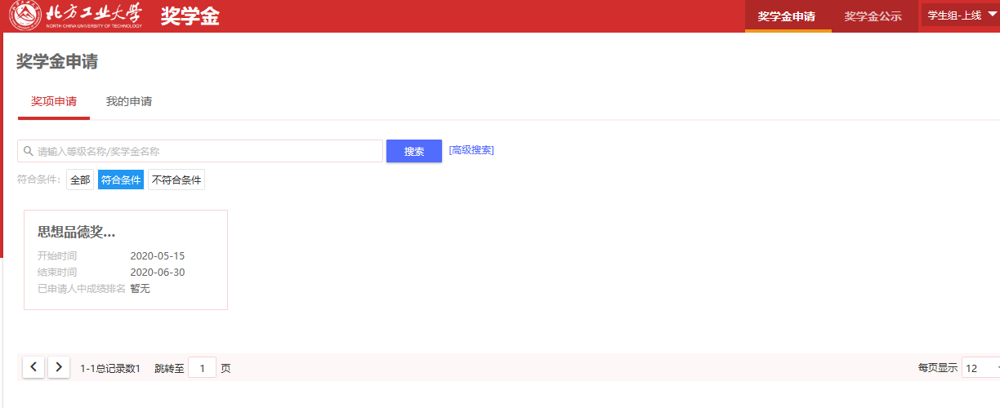 北方工业大学 奖学金 奖学金申请 奖学金公示 学生组-上线
NORTH CHINA UNIVERSITY OF TECHNOLOGY
奖学金申请
奖项申请 我的申请
请输入等级名称/奖学金名称 搜索 [高级搜索]
符合条件: 全部 符合条件 不符合条件
思想品德奖...
开始时间 2020-05-15
结束时间 2020-06-30
已申请人中成绩排名 暂无
1-1总记录数1 跳转至 1 页 每页显示 12